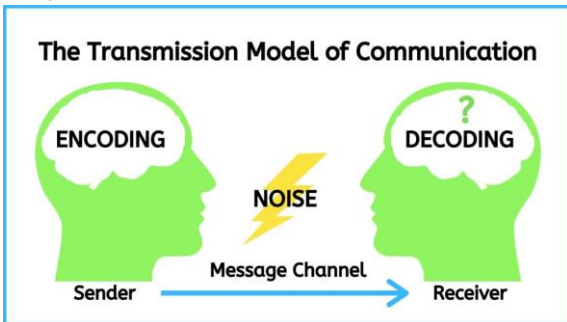 The Transmission Model of Communication
?
ENCODING
DECODING
NOISE
Message Channel
Sender
Receiver